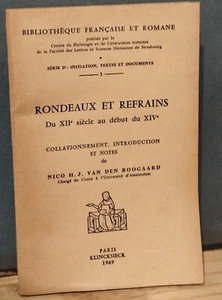 BIBLIOTHÈQUE FRANÇAISE ET ROMANE
publiée par le
Centre de Philologie et de Littératures romanes
de la Faculté des Lettres et Sciences Humaines de Strasbourg
SÉRIE D : INITIATION, TEXTES ET DOCUMENTS
3
RONDEAUX ET REFRAINS
Du XIIe siècle au début du XIVe
COLLATIONNEMENT, INTRODUCTION
ET NOTES
de
NICO H. J. VAN DEN BOOGAARD
Chargé de Cours à l'Université d'Amsterdam
PARIS
KLINCKSIECK
1969